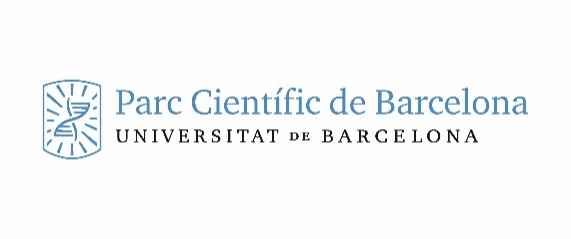 Parc Científic de Barcelona
UNIVERSITAT DE BARCELONA